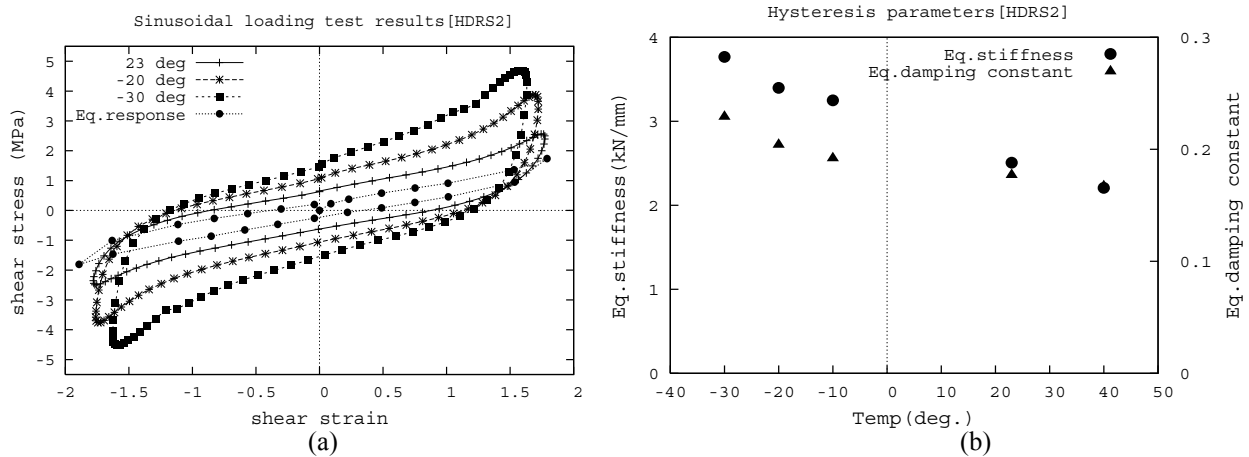 Sinusoidal loading test results[HDRS2]
23 deg
-20 deg
-30 deg
Eq.response
shear stress (MPa)
5
4
3
2
1
0
-1
-2
-3
-4
-5
-2
-1.5
-1
-0.5
0
0.5
1
1.5
2
shear strain
(a)
Hysteresis parameters[HDRS2]
Eq.stiffness
Eq.damping constant
Eq.stiffness(kN/mm)
4
3
2
1
0
0.3
0.2
0.1
0
Eq.damping constant
-40
-30
-20
-10
0
10
20
30
40
50
Temp(deg.)
(b)